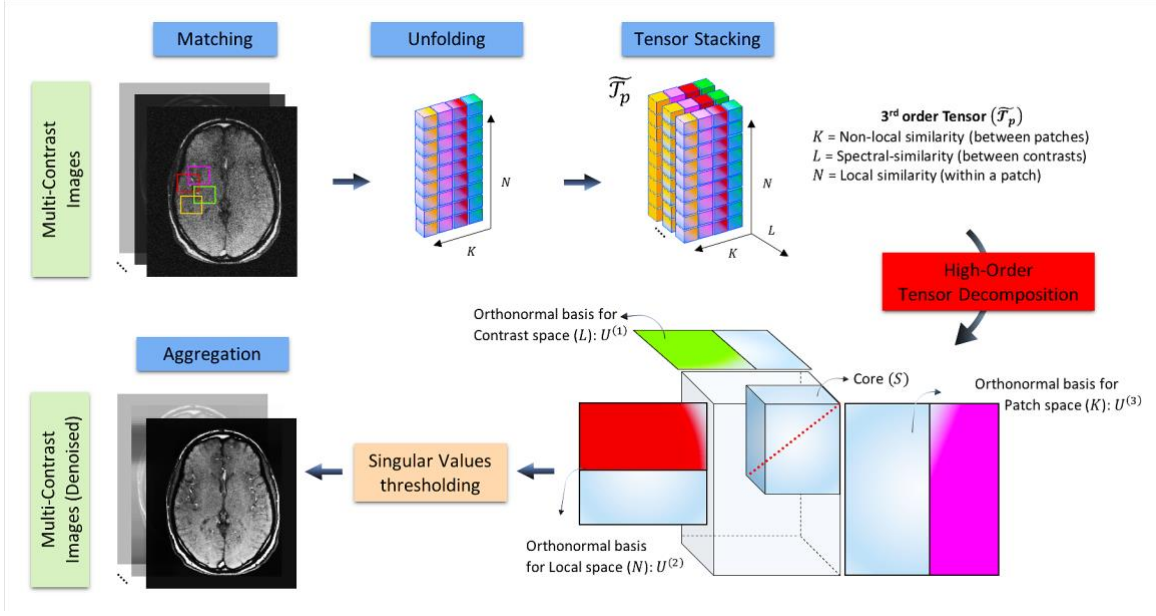 Matching
Unfolding
Tensor Stacking
Multi-Contrast
Images
N
K
𝒯̃ₚ
N
L
K
3rd order Tensor (𝒯̃ₚ)
K = Non-local similarity (between patches)
L = Spectral-similarity (between contrasts)
N = Local similarity (within a patch)
High-Order
Tensor Decomposition
Orthonormal basis for
Contrast space (L): U⁽¹⁾
Core (S)
Orthonormal basis for
Patch space (K): U⁽³⁾
Orthonormal basis
for Local space (N): U⁽²⁾
Singular Values
thresholding
Aggregation
Multi-Contrast
Images (Denoised)